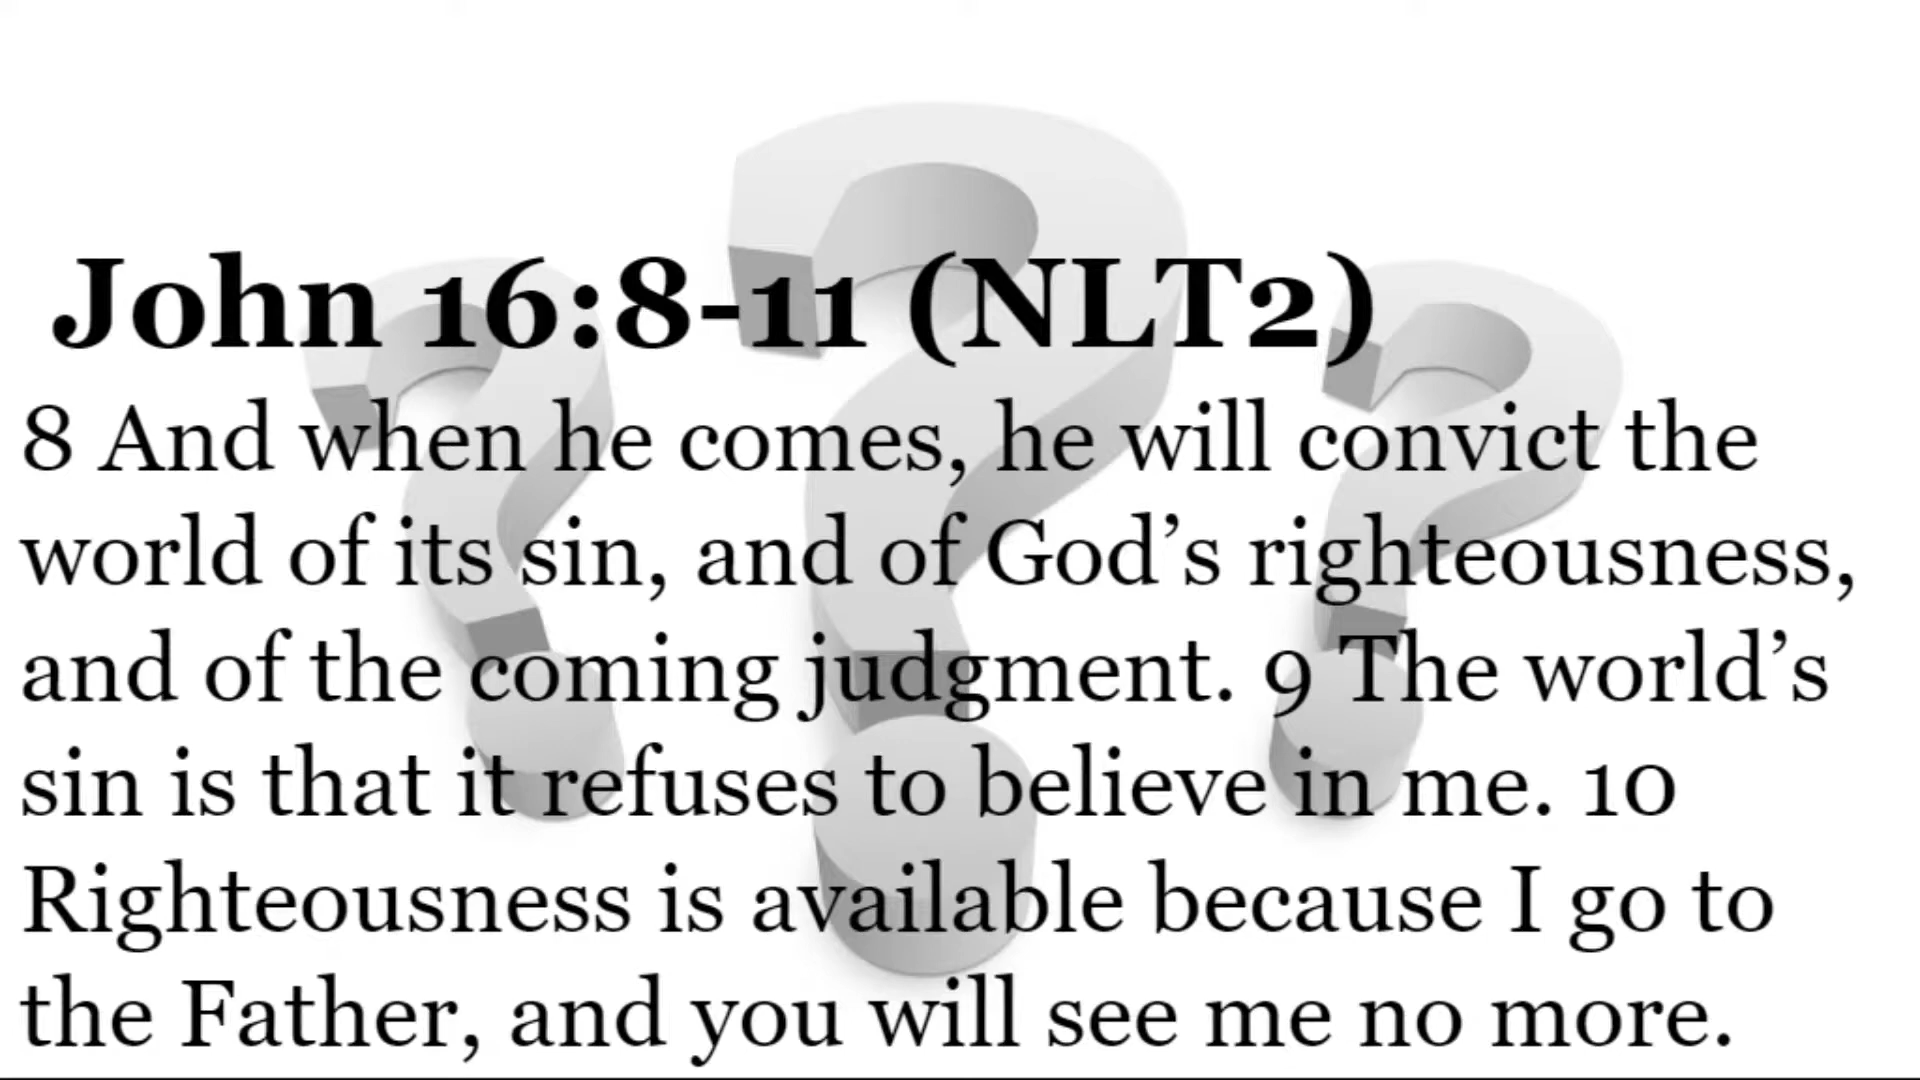 John 16:8-11 (NLT2)
8 And when he comes, he will convict the
world of its sin, and of God’s righteousness,
and of the coming judgment. 9 The world’s
sin is that it refuses to believe in me. 10
Righteousness is available because I go to
the Father, and you will see me no more.